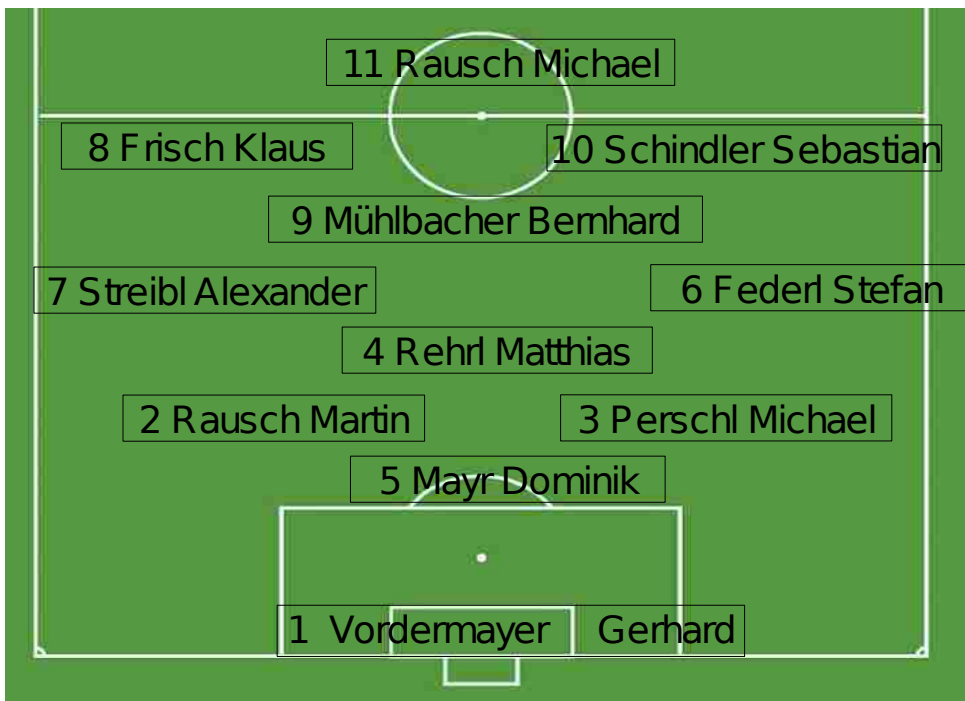 11 Rausch Michael
8 Frisch Klaus
10 Schindler Sebastian
9 Mühlbacher Bernhard
7 Streibl Alexander
6 Federl Stefan
4 Rehrl Matthias
2 Rausch Martin
3 Perschl Michael
5 Mayr Dominik
1 Vordermayer Gerhard